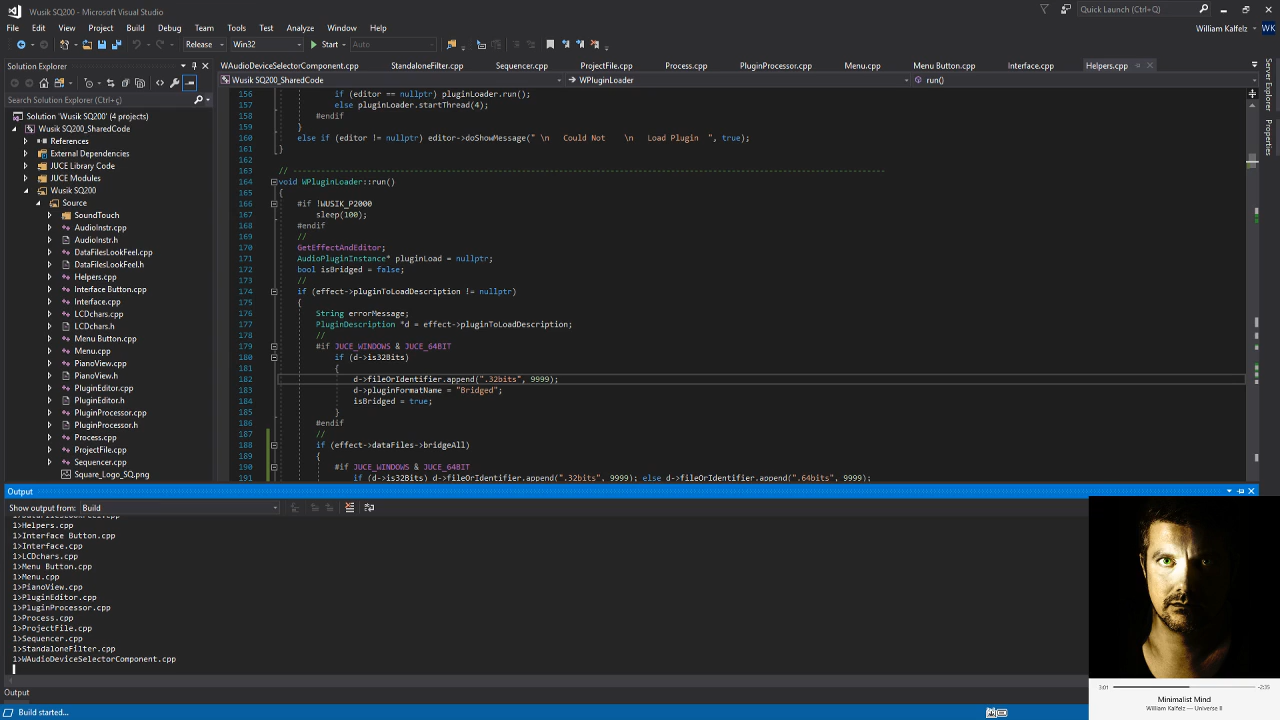 Wusik SQ200 - Microsoft Visual Studio
Quick Launch (Ctrl+Q)
File Edit View Project Build Debug Team Tools Test Analyze Window Help
William Kalfelz WK
Release Win32 Start Auto
Solution Explorer
Search Solution Explorer (Ctrl+ç)
Solution 'Wusik SQ200' (4 projects)
Wusik SQ200_SharedCode
References
External Dependencies
JUCE Library Code
JUCE Modules
Wusik SQ200
Source
SoundTouch
AudioInstr.cpp
AudioInstr.h
DataFilesLookFeel.cpp
DataFilesLookFeel.h
Helpers.cpp
Interface Button.cpp
Interface.cpp
LCDchars.cpp
LCDchars.h
Menu Button.cpp
Menu.cpp
PianoView.cpp
PianoView.h
PluginEditor.cpp
PluginEditor.h
PluginProcessor.cpp
PluginProcessor.h
Process.cpp
ProjectFile.cpp
Sequencer.cpp
Square_Logo_SQ.png
WAudioDeviceSelectorComponent.cpp StandaloneFilter.cpp Sequencer.cpp ProjectFile.cpp Process.cpp PluginProcessor.cpp Menu.cpp Menu Button.cpp Interface.cpp Helpers.cpp
Wusik SQ200_SharedCode WPluginLoader run()
156 if (editor == nullptr) pluginLoader.run();
157 else pluginLoader.startThread(4);
158 #endif
159 }
160 else if (editor != nullptr) editor->doShowMessage(" \n Could Not \n Load Plugin ", true);
161 }
162
163 // ------------------------------------------------------------
164 void WPluginLoader::run()
165 {
166 #if !WUSIK_P2000
167 sleep(100);
168 #endif
169 //
170 GetEffectAndEditor;
171 AudioPluginInstance* pluginLoad = nullptr;
172 bool isBridged = false;
173 //
174 if (effect->pluginToLoadDescription != nullptr)
175 {
176 String errorMessage;
177 PluginDescription *d = effect->pluginToLoadDescription;
178 //
179 #if JUCE_WINDOWS & JUCE_64BIT
180 if (d->is32Bits)
181 {
182 d->fileOrIdentifier.append(".32bits", 9999);
183 d->pluginFormatName = "Bridged";
184 isBridged = true;
185 }
186 #endif
187 //
188 if (effect->dataFiles->bridgeAll)
189 {
190 #if JUCE_WINDOWS & JUCE_64BIT
191 if (d->is32Bits) d->fileOrIdentifier.append(".32bits", 9999); else d->fileOrIdentifier.append(".64bits", 9999);
Server Explorer
Properties
Output
Show output from: Build
1>Helpers.cpp
1>Interface Button.cpp
1>Interface.cpp
1>LCDchars.cpp
1>Menu Button.cpp
1>Menu.cpp
1>PianoView.cpp
1>PluginEditor.cpp
1>PluginProcessor.cpp
1>Process.cpp
1>ProjectFile.cpp
1>Sequencer.cpp
1>StandaloneFilter.cpp
1>WAudioDeviceSelectorComponent.cpp
Output
Build started...
3:01 -2:35
Minimalist Mind
William Kalfelz — Universe II